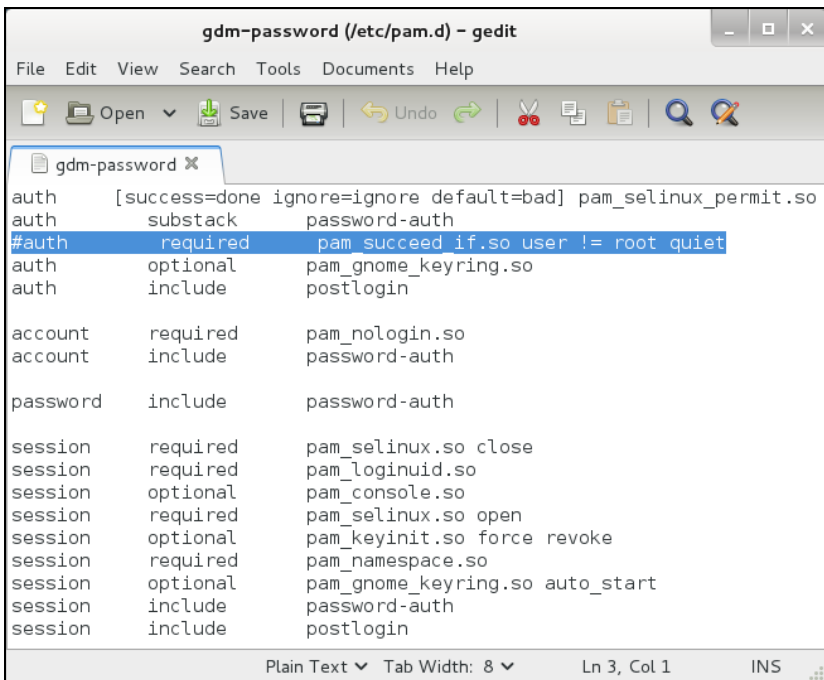 gdm-password (/etc/pam.d) - gedit
File Edit View Search Tools Documents Help
Open Save Undo
gdm-password
auth [success=done ignore=ignore default=bad] pam_selinux_permit.so
auth substack password-auth
#auth required pam_succeed_if.so user != root quiet
auth optional pam_gnome_keyring.so
auth include postlogin
account required pam_nologin.so
account include password-auth
password include password-auth
session required pam_selinux.so close
session required pam_loginuid.so
session optional pam_console.so
session required pam_selinux.so open
session optional pam_keyinit.so force revoke
session required pam_namespace.so
session optional pam_gnome_keyring.so auto_start
session include password-auth
session include postlogin
Plain Text Tab Width: 8 Ln 3, Col 1 INS